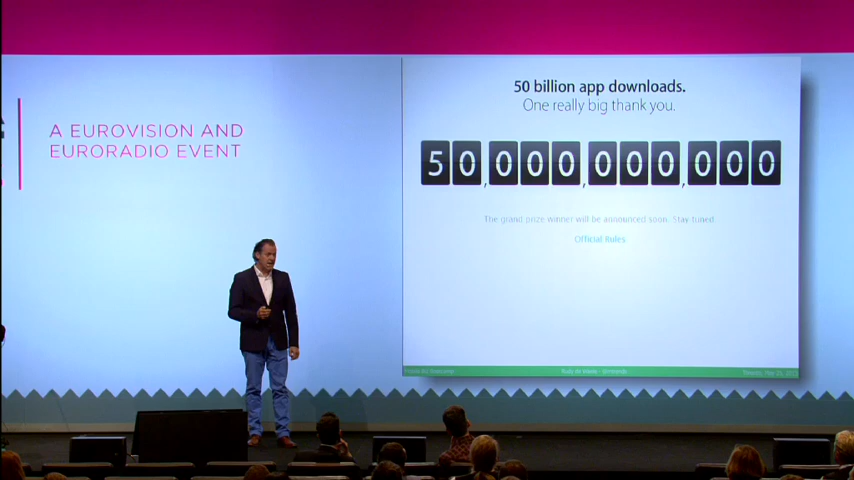 A EUROVISION AND
EURORADIO EVENT
50 billion app downloads.
One really big thank you.
50,000,000,000
The grand prize winner will be announced soon. Stay tuned.
Official Rules